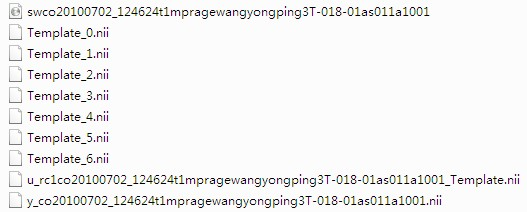 swco20100702_124624t1mpragewangyongping3T-018-01as011a1001
Template_0.nii
Template_1.nii
Template_2.nii
Template_3.nii
Template_4.nii
Template_5.nii
Template_6.nii
u_rc1co20100702_124624t1mpragewangyongping3T-018-01as011a1001_Template.nii
y_co20100702_124624t1mpragewangyongping3T-018-01as011a1001.nii